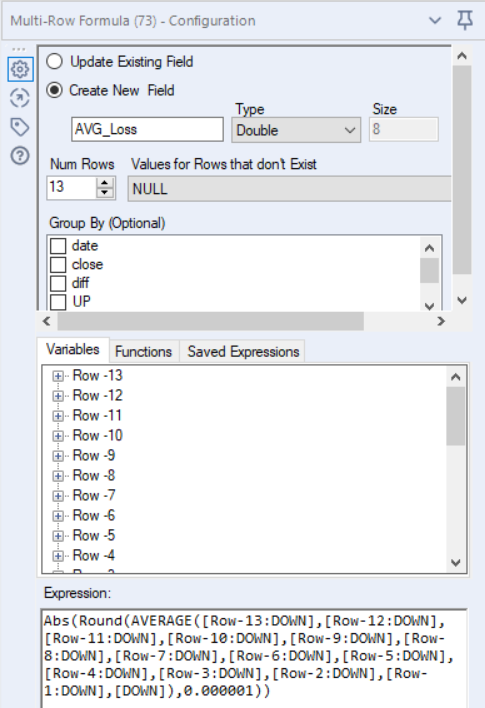 Multi-Row Formula (73) - Configuration
Update Existing Field
Create New Field
Type
Size
AVG_Loss
Double
8
Num Rows
Values for Rows that don't Exist
13
NULL
Group By (Optional)
date
close
diff
UP
Variables
Functions
Saved Expressions
Row -13
Row -12
Row -11
Row -10
Row -9
Row -8
Row -7
Row -6
Row -5
Row -4
Expression:
Abs(Round(AVERAGE([Row-13:DOWN],[Row-12:DOWN],
[Row-11:DOWN],[Row-10:DOWN],[Row-9:DOWN],[Row-
8:DOWN],[Row-7:DOWN],[Row-6:DOWN],[Row-5:DOWN],
[Row-4:DOWN],[Row-3:DOWN],[Row-2:DOWN],[Row-
1:DOWN],[DOWN]),0.000001))